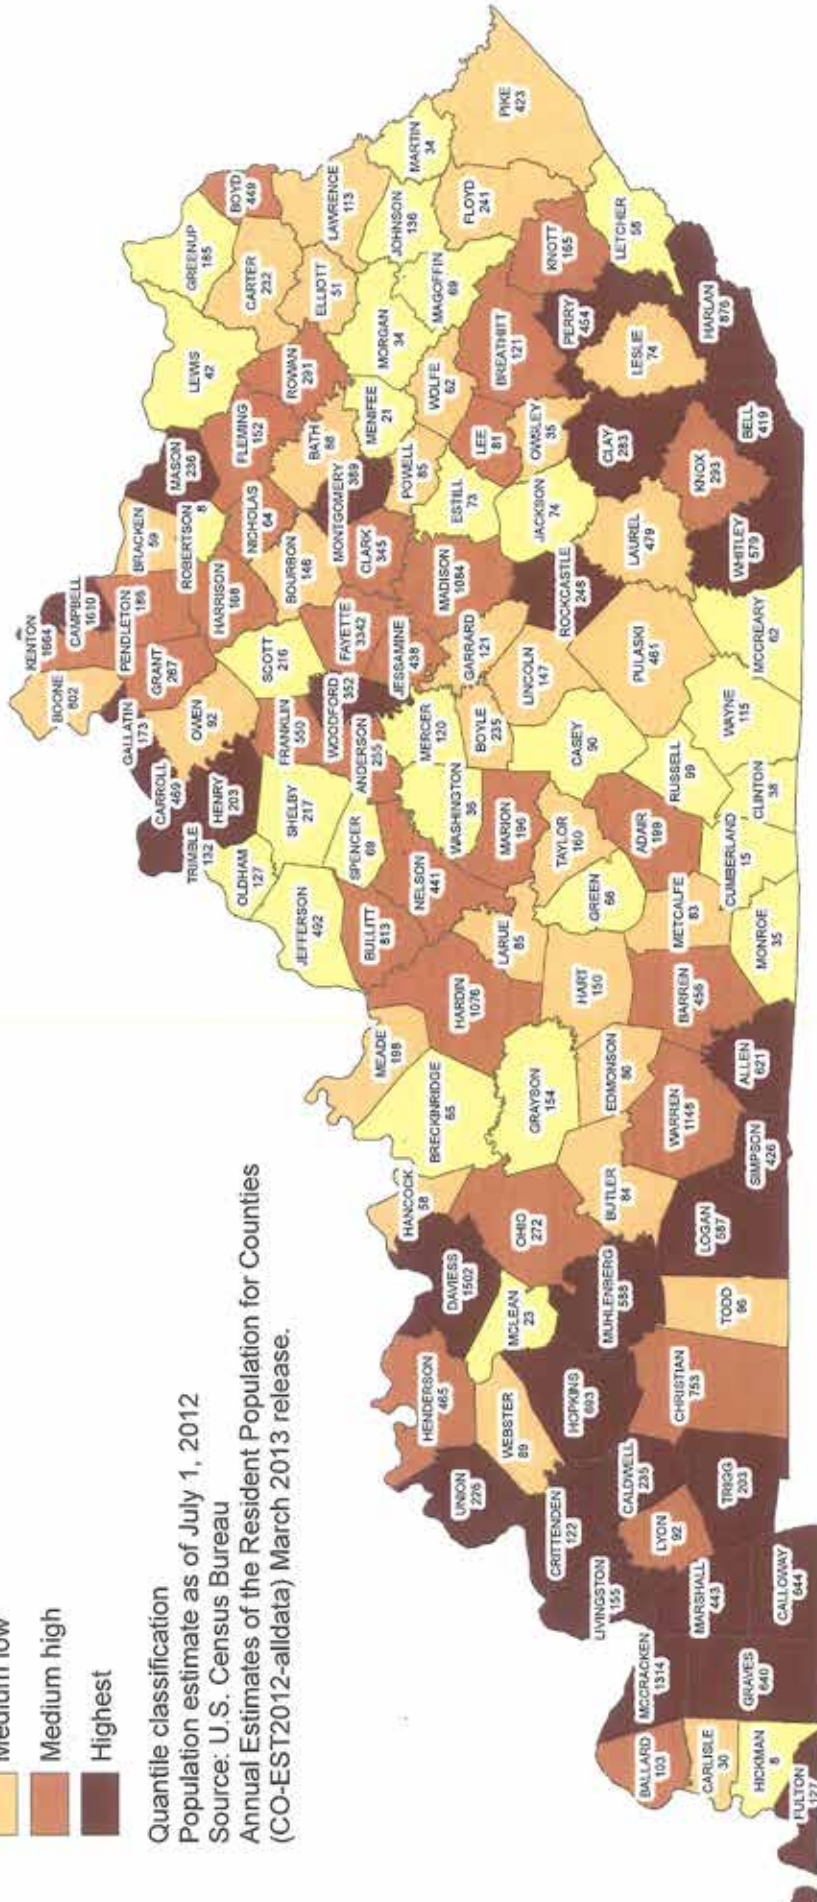 Medium low
Medium high
Highest
Quantile classification
Population estimate as of July 1, 2012
Source: U.S. Census Bureau
Annual Estimates of the Resident Population for Counties
(CO-EST2012-alldata) March 2013 release.
KENTON
1664
BOONE
602
CAMPBELL
1610
GALLATIN
173
PENDLETON
186
GRANT
267
BRACKEN
59
MASON
236
ROBERTSON
8
CARROLL
469
OWEN
92
HARRISON
168
TRIMBLE
132
HENRY
203
LEWIS
42
GREENUP
185
BOYD
449
CARTER
232
FLEMING
152
NICHOLAS
64
ROWAN
291
OLDHAM
127
SHELBY
217
FRANKLIN
550
SCOTT
216
BOURBON
146
BATH
86
ELLIOTT
51
LAWRENCE
113
JEFFERSON
492
SPENCER
69
ANDERSON
255
WOODFORD
352
FAYETTE
3342
CLARK
345
MONTGOMERY
389
MENIFEE
21
MORGAN
34
JOHNSON
136
MARTIN
34
BULLITT
813
NELSON
441
MERCER
120
JESSAMINE
438
MADISON
1084
POWELL
85
ESTILL
73
WOLFE
62
MAGOFFIN
69
FLOYD
241
PIKE
423
MEADE
198
HARDIN
1076
WASHINGTON
36
BOYLE
235
GARRARD
121
LEE
81
BREATHITT
121
KNOTT
165
HANCOCK
58
BRECKINRIDGE
65
LARUE
85
MARION
196
LINCOLN
147
ROCKCASTLE
248
JACKSON
74
OWSLEY
35
PERRY
454
LETCHER
58
HENDERSON
465
DAVIESS
1502
OHIO
272
GRAYSON
154
HART
150
GREEN
66
TAYLOR
160
CASEY
90
CLAY
283
LESLIE
74
UNION
226
WEBSTER
89
MCLEAN
23
EDMONSON
86
PULASKI
461
LAUREL
479
KNOX
293
HARLAN
876
CRITTENDEN
122
HOPKINS
693
MUHLENBERG
588
BUTLER
84
WARREN
1148
BARREN
456
METCALFE
83
ADAIR
199
RUSSELL
99
WAYNE
115
MCCREARY
62
WHITLEY
579
BELL
419
LIVINGSTON
155
CALDWELL
235
LYON
92
CHRISTIAN
753
TODD
96
LOGAN
587
SIMPSON
426
ALLEN
621
MONROE
35
CUMBERLAND
15
CLINTON
38
BALLARD
103
MCCRACKEN
1314
MARSHALL
443
TRIGG
203
CARLISLE
30
GRAVES
640
CALLOWAY
644
HICKMAN
8
FULTON
127